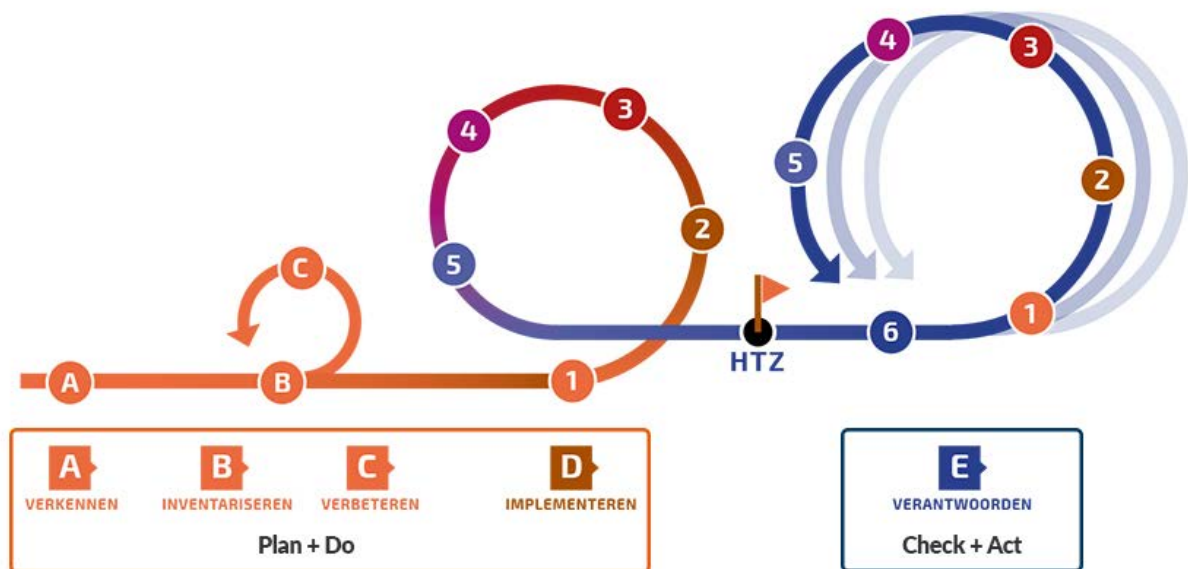 4
3
4
3
5
2
2
C
5
1
6
HTZ
A
B
1
A
B
C
D
E
VERKENNEN
INVENTARISEREN
VERBETEREN
IMPLEMENTEREN
VERANTWOORDEN
Plan + Do
Check + Act